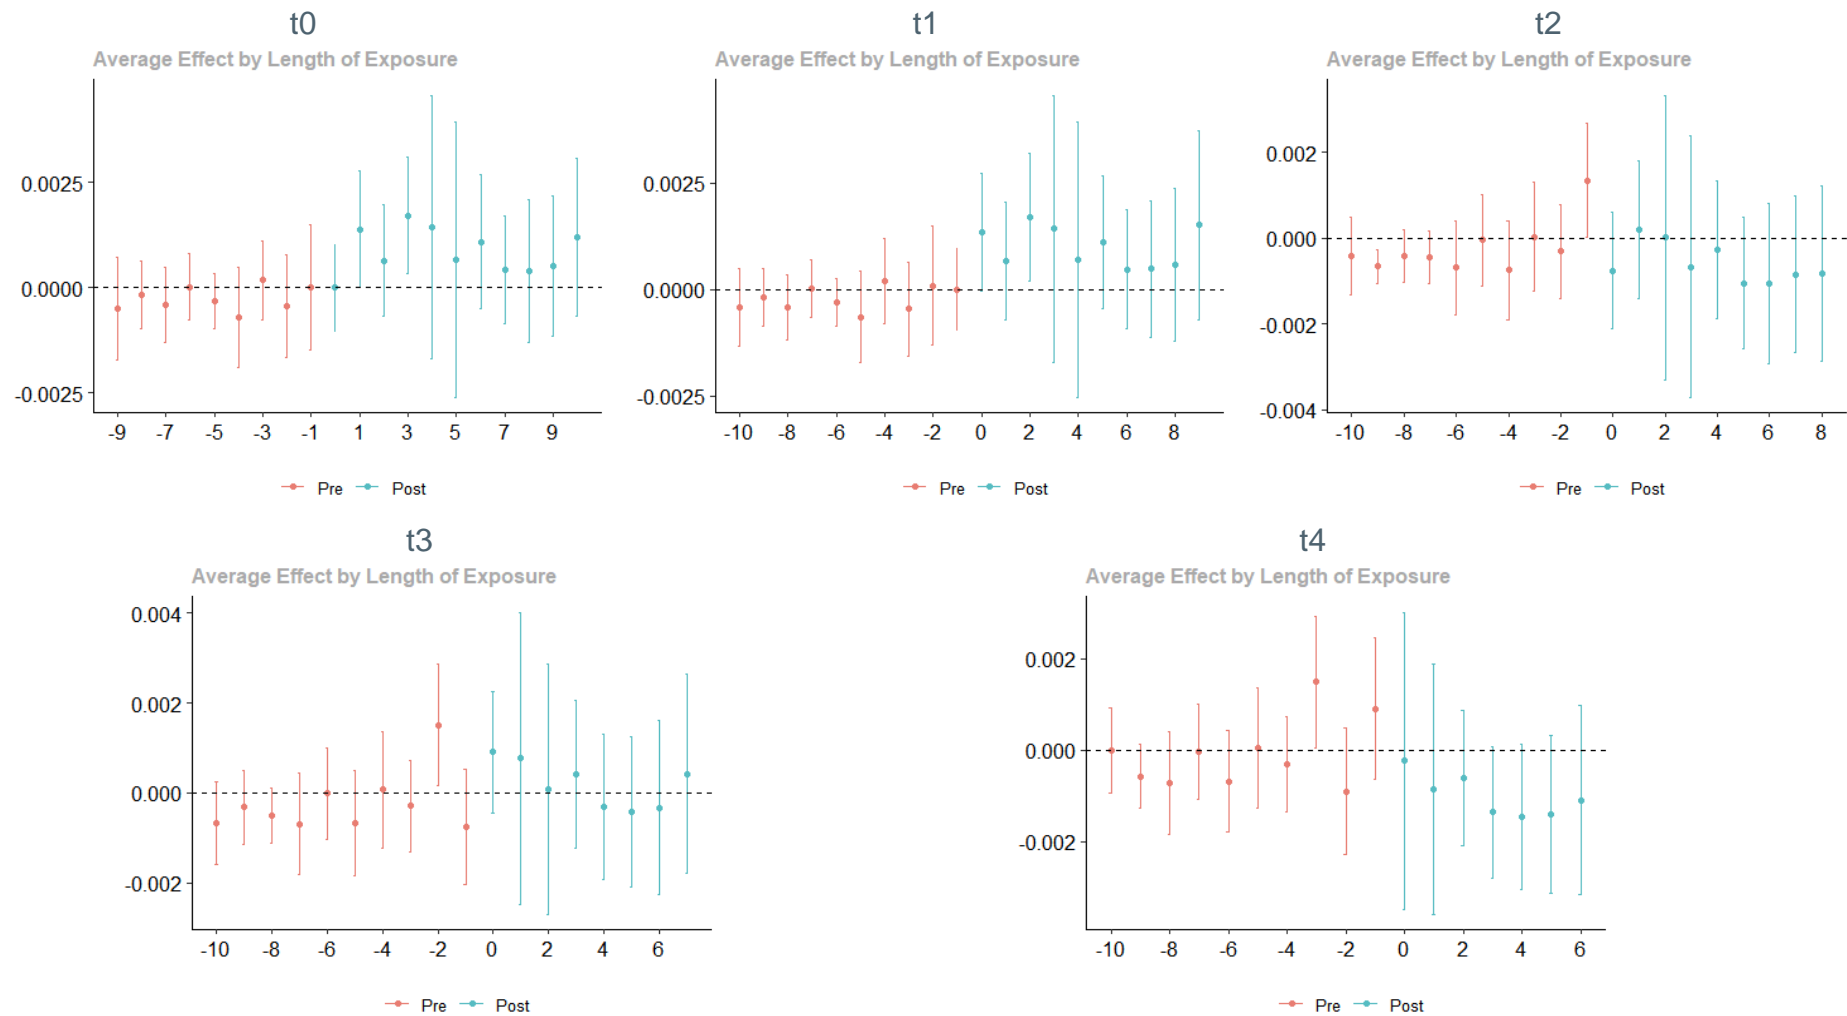 t0
t1
t2
Average Effect by Length of Exposure
Average Effect by Length of Exposure
Average Effect by Length of Exposure
0.0025
0.0000
-0.0025
-9 -7 -5 -3 -1 1 3 5 7 9
Pre Post
0.0025
0.0000
-0.0025
-10 -8 -6 -4 -2 0 2 4 6 8
Pre Post
0.002
0.000
-0.002
-0.004
-10 -8 -6 -4 -2 0 2 4 6 8
Pre Post
t3
t4
Average Effect by Length of Exposure
Average Effect by Length of Exposure
0.004
0.002
0.000
-0.002
-10 -8 -6 -4 -2 0 2 4 6
Pre Post
0.002
0.000
-0.002
-10 -8 -6 -4 -2 0 2 4 6
Pre Post